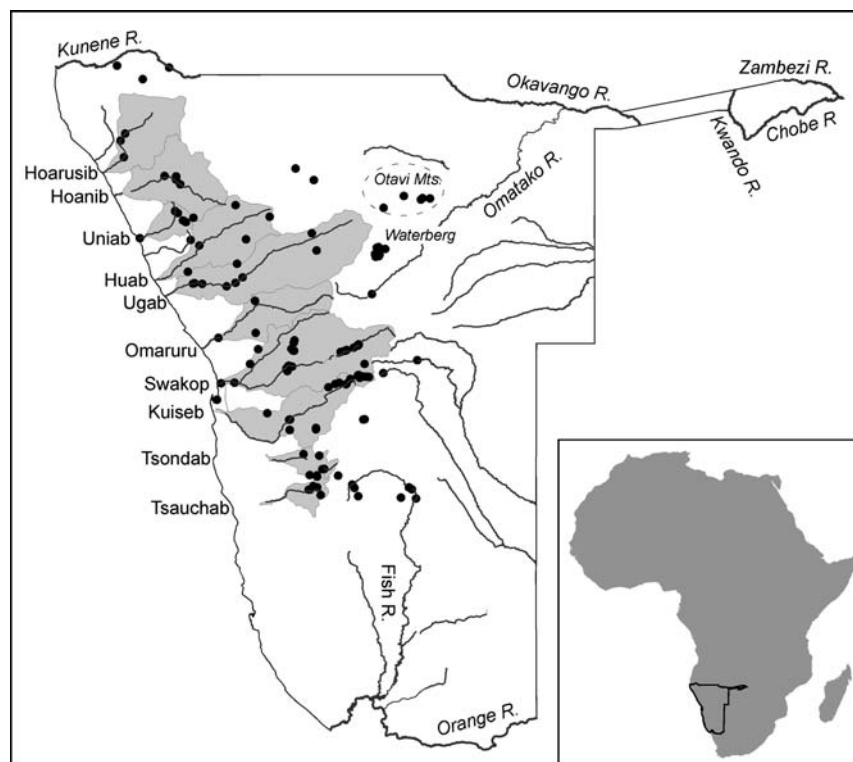 Kunene R.
Okavango R.
Zambezi R.
Chobe R
Kwando R.
Omatako R.
Otavi Mts.
Waterberg
Hoarusib
Hoanib
Uniab
Huab
Ugab
Omaruru
Swakop
Kuiseb
Tsondab
Tsauchab
Fish R.
Orange R.